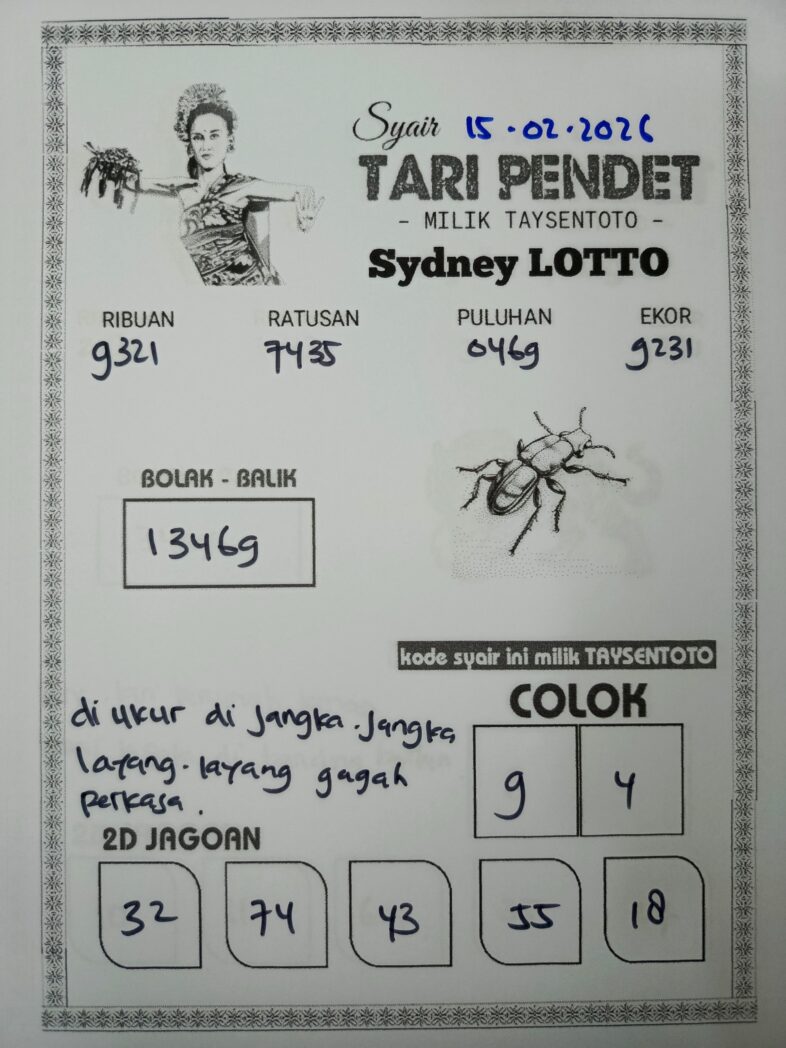 Syair 15.02.2026
TARI PENDET
- MILIK TAYSENTOTO -
Sydney LOTTO
RIBUAN RATUSAN PULUHAN EKOR
9321 7435 0469 9231
BOLAK - BALIK
13469
kode syair ini milik TAYSENTOTO
COLOK
9 4
di ukur di jangka.jangka
layang.layang gagah
perkasa.
2D JAGOAN
32 74 43 55 18